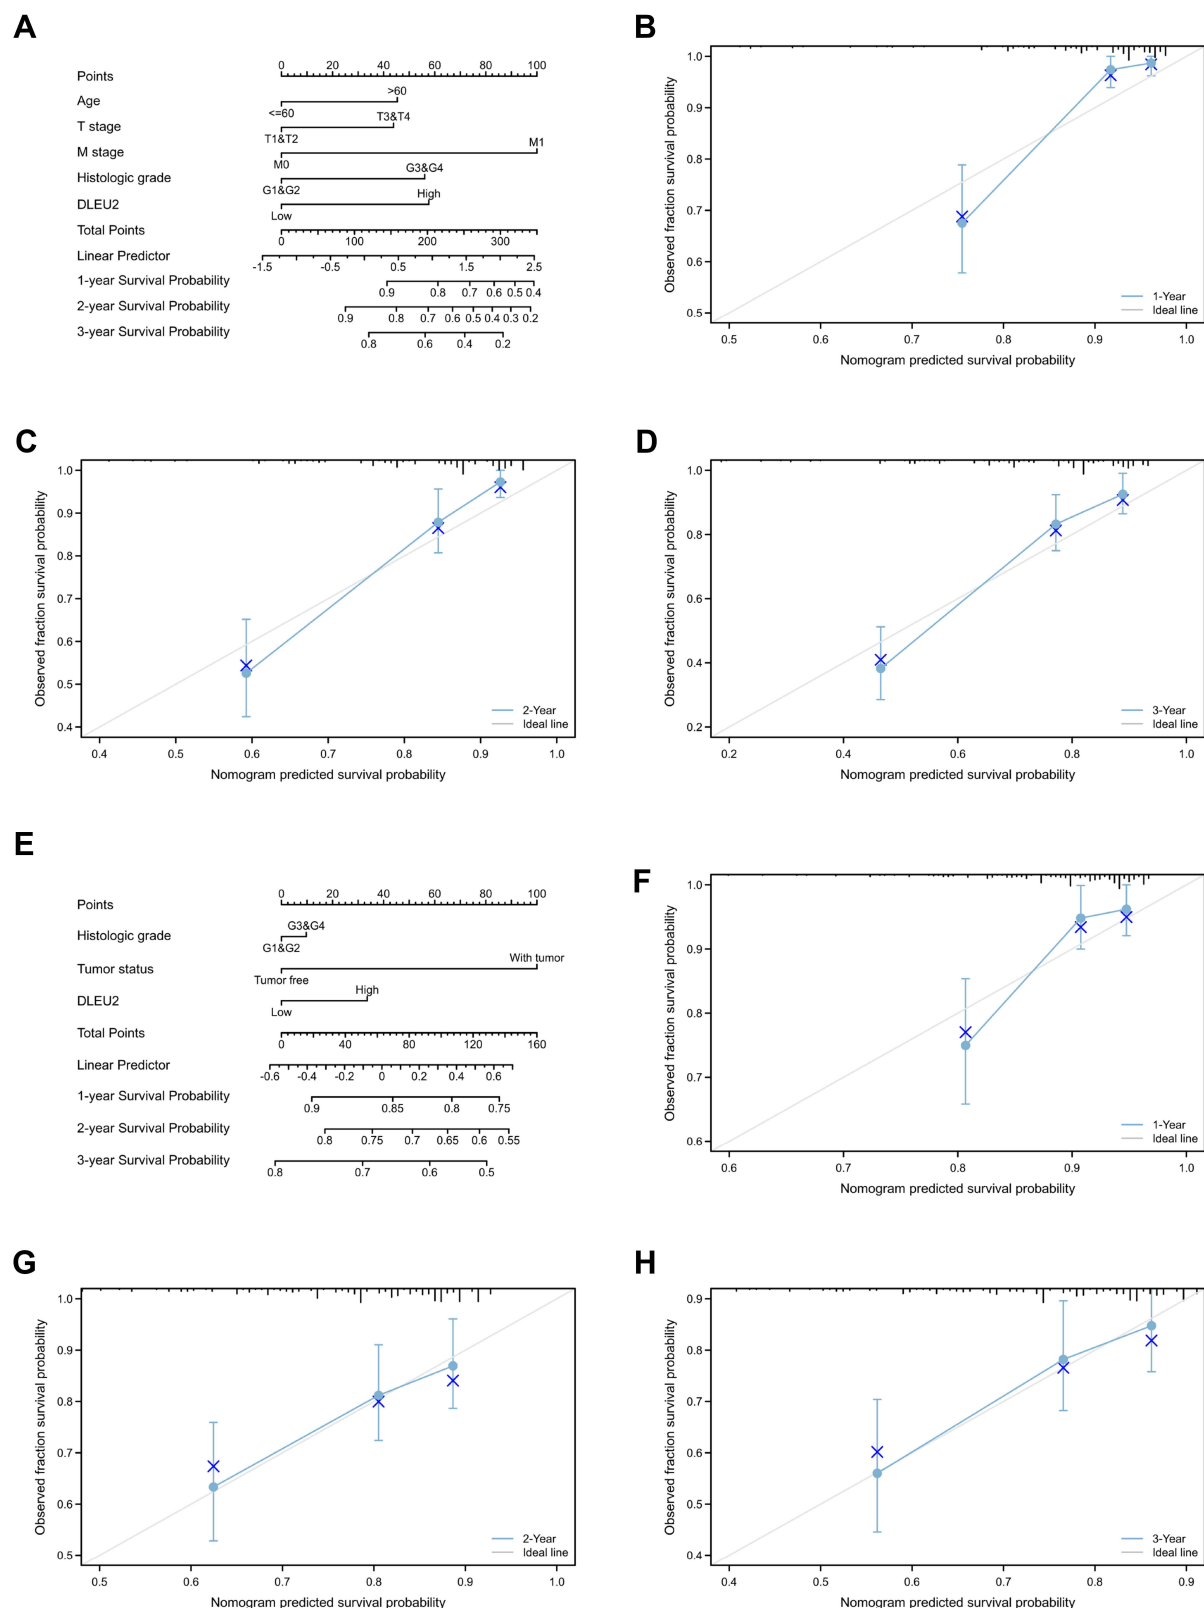 A
Points
0 20 40 60 80 100
Age
>60
<=60
T stage
T3&T4
T1&T2
M stage
M1
M0
Histologic grade
G3&G4
G1&G2
DLEU2
High
Low
Total Points
0 100 200 300
Linear Predictor
-1.5 -0.5 0.5 1.5 2.5
1-year Survival Probability
0.9 0.8 0.7 0.6 0.5 0.4
2-year Survival Probability
0.9 0.8 0.7 0.6 0.5 0.4 0.3 0.2
3-year Survival Probability
0.8 0.6 0.4 0.2
B
Observed fraction survival probability
1.0
0.9
0.8
0.7
0.6
0.5
1-Year
Ideal line
0.5 0.6 0.7 0.8 0.9 1.0
Nomogram predicted survival probability
C
Observed fraction survival probability
1.0
0.9
0.8
0.7
0.6
0.5
0.4
2-Year
Ideal line
0.4 0.5 0.6 0.7 0.8 0.9 1.0
Nomogram predicted survival probability
D
Observed fraction survival probability
1.0
0.8
0.6
0.4
0.2
3-Year
Ideal line
0.2 0.4 0.6 0.8 1.0
Nomogram predicted survival probability
E
Points
0 20 40 60 80 100
Histologic grade
G3&G4
G1&G2
Tumor status
With tumor
Tumor free
DLEU2
High
Low
Total Points
0 40 80 120 160
Linear Predictor
-0.6 -0.4 -0.2 0 0.2 0.4 0.6
1-year Survival Probability
0.9 0.85 0.8 0.75
2-year Survival Probability
0.8 0.75 0.7 0.65 0.6 0.55
3-year Survival Probability
0.8 0.7 0.6 0.5
F
Observed fraction survival probability
1.0
0.9
0.8
0.7
0.6
1-Year
Ideal line
0.6 0.7 0.8 0.9 1.0
Nomogram predicted survival probability
G
Observed fraction survival probability
1.0
0.9
0.8
0.7
0.6
0.5
2-Year
Ideal line
0.5 0.6 0.7 0.8 0.9 1.0
Nomogram predicted survival probability
H
Observed fraction survival probability
0.9
0.8
0.7
0.6
0.5
0.4
3-Year
Ideal line
0.4 0.5 0.6 0.7 0.8 0.9
Nomogram predicted survival probability